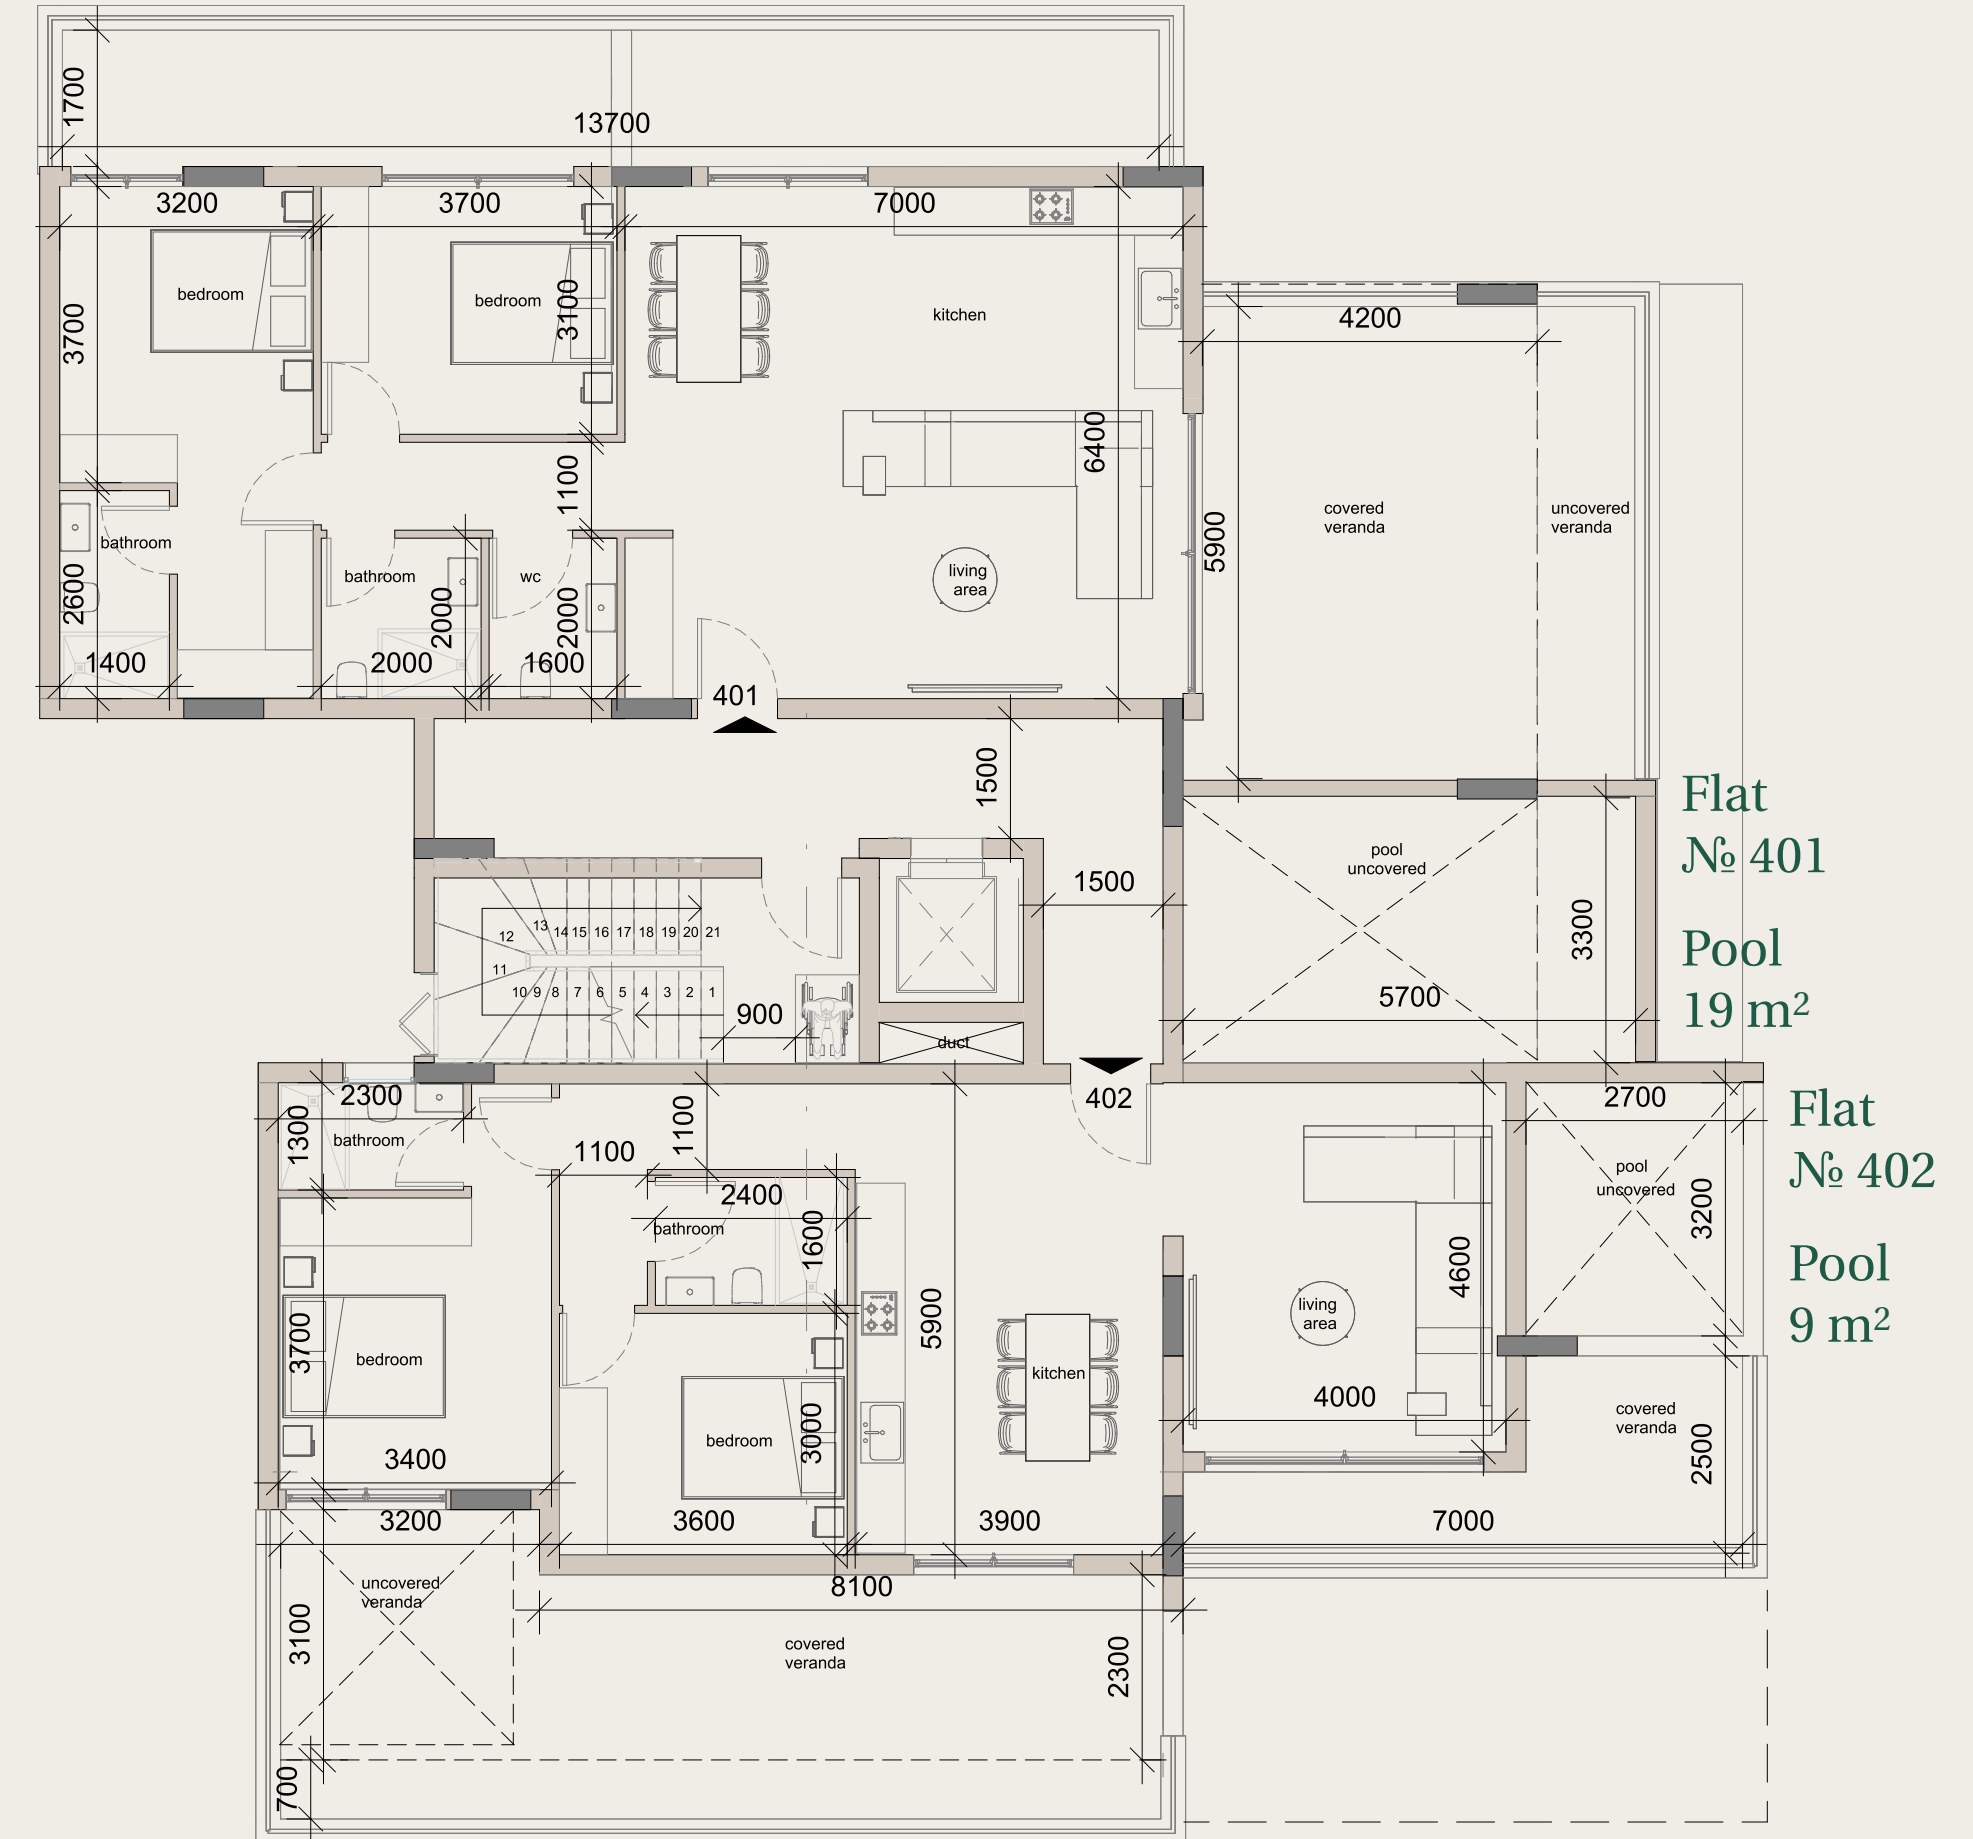 1700
13700
3200
3700
7000
bedroom
bedroom
3700
3100
kitchen
4200
6400
1100
5900
covered
veranda
uncovered
veranda
bathroom
bathroom
wc
living
area
2600
2000
2000
1400
2000
1600
401
1500
Flat
№ 401
Pool
19 m²
pool
uncovered
1500
3300
5700
12
13
14
15
16
17
18
19
20
21
11
10
9
8
7
6
5
4
3
2
1
900
duct
402
2300
1300
bathroom
1100
1100
2400
bathroom
1600
2700
pool
uncovered
3200
Flat
№ 402
Pool
9 m²
4600
living
area
5900
3700
bedroom
kitchen
4000
covered
veranda
2500
bedroom
3000
3400
3200
3600
3900
7000
8100
uncovered
veranda
3100
covered
veranda
2300
700